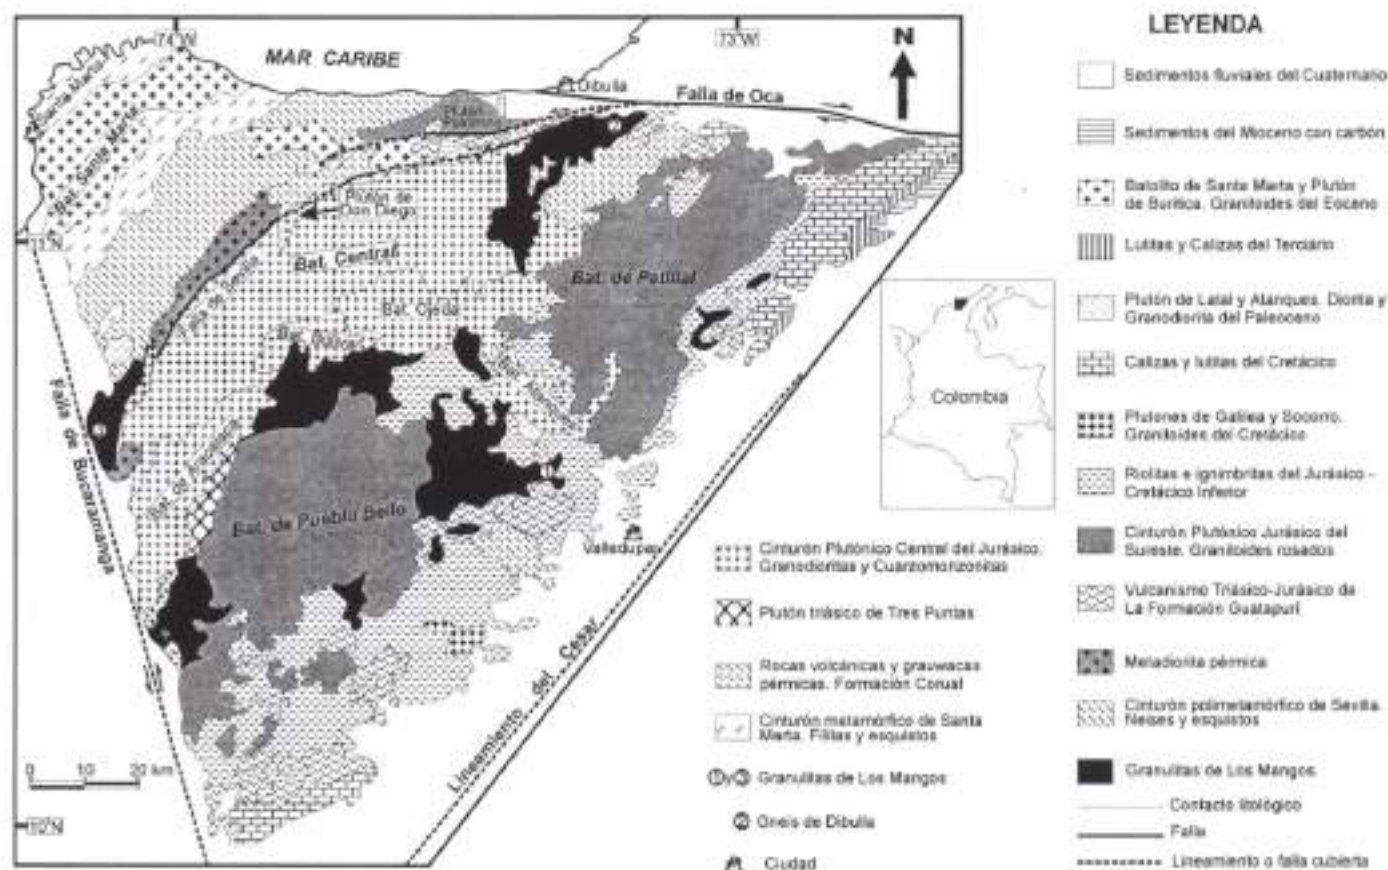 74°W
73°W
MAR CARIBE
N
Dibulla
Falla de Oca
Santa Marta
Bat. Santa Marta
Plutón de
Don Diego
11°N
Bat. Central
Falla de Sevilla
Bat. de Patillal
Bat. Ojeda
Falla de Bucaramanga
Bat. de Pueblo Bello
Valledupar
Lineamiento del Cesar
0 10 20 km
10°N
Colombia
LEYENDA
Sedimentos fluviales del Cuaternario
Sedimentos del Mioceno con carbón
Batolito de Santa Marta y Plutón
de Buritica. Granitoides del Eoceno
Lutitas y Calizas del Terciário
Plutón de Latal y Atanques. Diorita y
Granodiorita del Paleoceno
Calizas y lutitas del Cretácico
Plutones de Galilea y Socorro.
Granitoides del Cretácico
Riolitas e ignimbritas del Jurásico -
Cretácico Inferior
Cinturón Plutónico Jurásico del
Sureste. Granitoides rosados
Vulcanismo Triásico-Jurásico de
La Formación Guatapurí
Metadiorita pérmica
Cinturón polimetamórfico de Sevilla.
Neises y esquistos
Granulitas de Los Mangos.
Contacto litológico
Falla
Lineamiento o falla cubierta
Cinturón Plutónico Central del Jurásico.
Granodioritas y Cuarzomonzonitas
Plutón triásico de Tres Puntas
Rocas volcánicas y grauwacas
pérmicas. Formación Corual
Cinturón metamórfico de Santa
Marta. Filitas y esquistos
①y③ Granulitas de Los Mangos
② Gneis de Dibulla
Ciudad